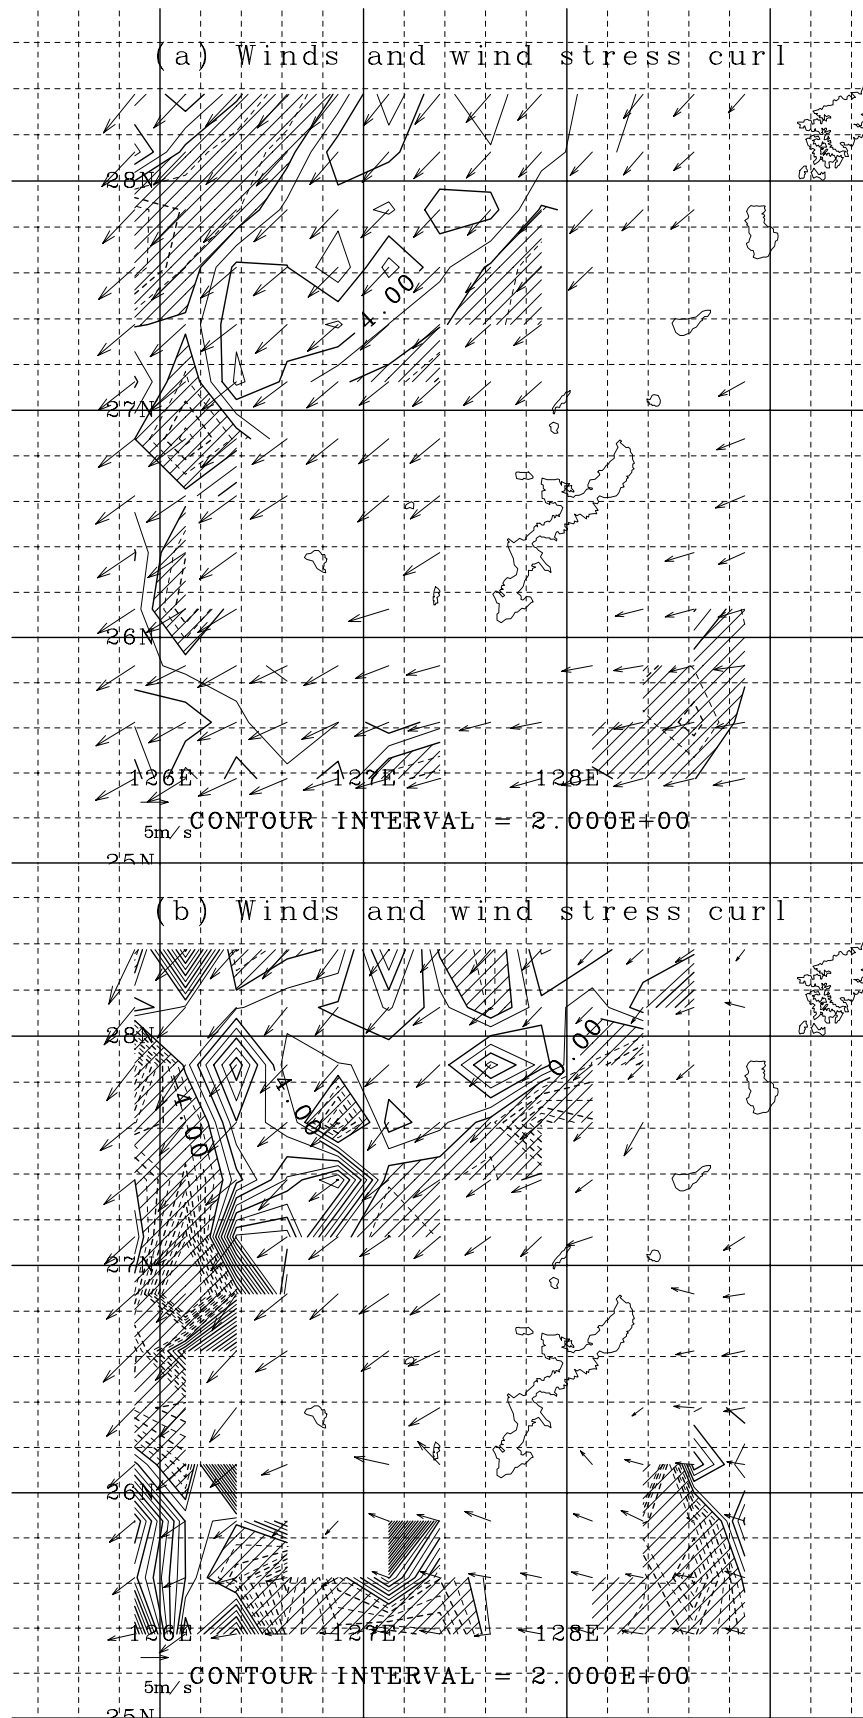 (a) Winds and wind stress curl
28N
4.00
27N
26N
126E 127E 128E
CONTOUR INTERVAL = 2.000E+00
5m/s
25N
(b) Winds and wind stress curl
28N
0.00
4.00
4.00
27N
26N
126E 127E 128E
CONTOUR INTERVAL = 2.000E+00
5m/s
25N